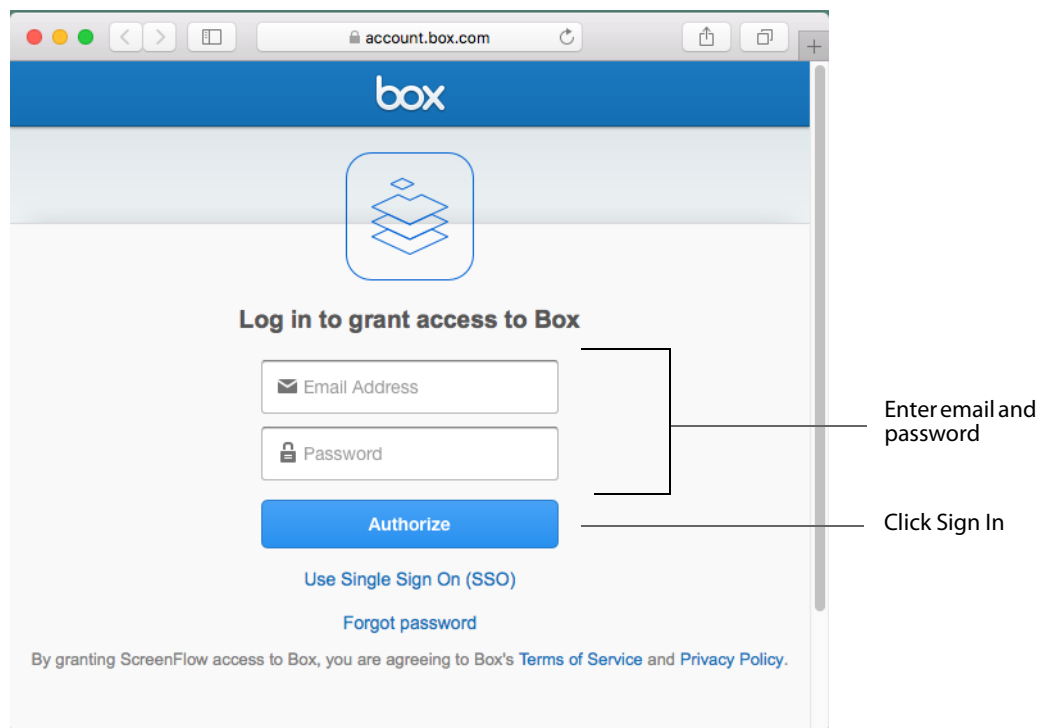 account.box.com
box
Log in to grant access to Box
Email Address
Password
Enter email and
password
Authorize
Click Sign In
Use Single Sign On (SSO)
Forgot password
By granting ScreenFlow access to Box, you are agreeing to Box's Terms of Service and Privacy Policy.